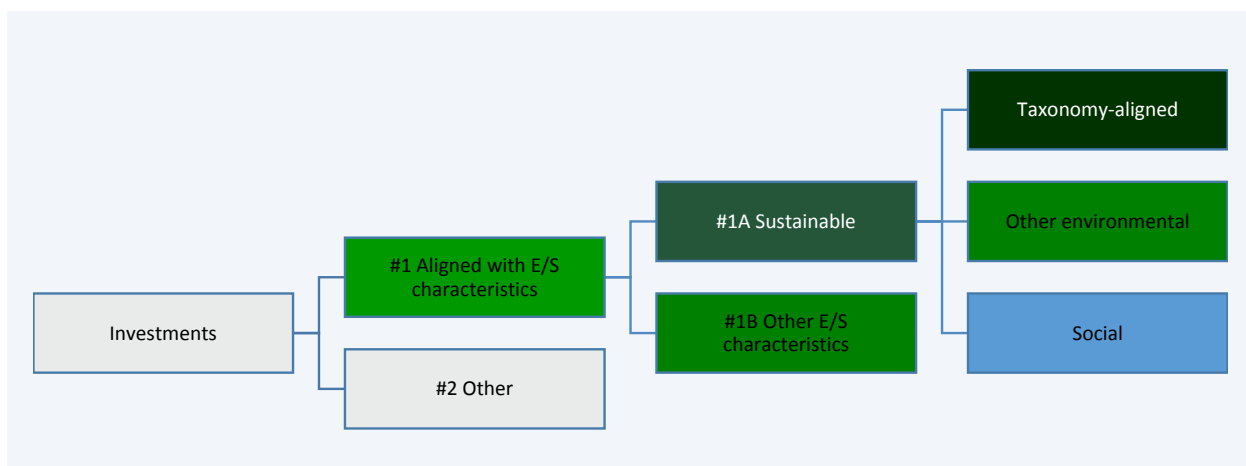 Investments
#1 Aligned with E/S
characteristics
#2 Other
#1A Sustainable
#1B Other E/S
characteristics
Taxonomy-aligned
Other environmental
Social